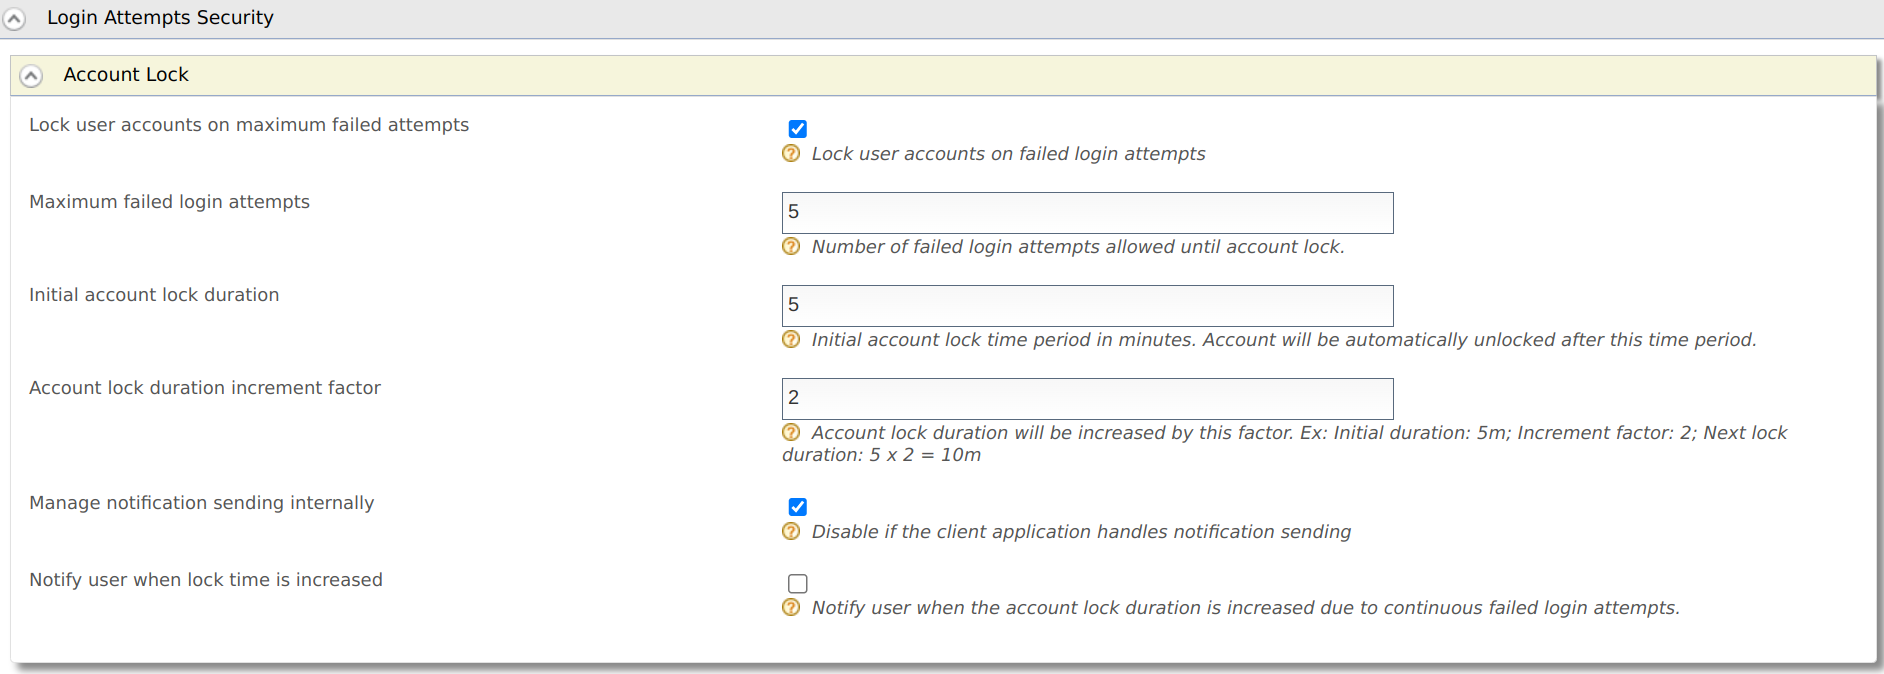 Login Attempts Security
Account Lock
Lock user accounts on maximum failed attempts
Lock user accounts on failed login attempts
Maximum failed login attempts
5
Number of failed login attempts allowed until account lock.
Initial account lock duration
5
Initial account lock time period in minutes. Account will be automatically unlocked after this time period.
Account lock duration increment factor
2
Account lock duration will be increased by this factor. Ex: Initial duration: 5m; Increment factor: 2; Next lock
duration: 5 x 2 = 10m
Manage notification sending internally
Disable if the client application handles notification sending
Notify user when lock time is increased
Notify user when the account lock duration is increased due to continuous failed login attempts.